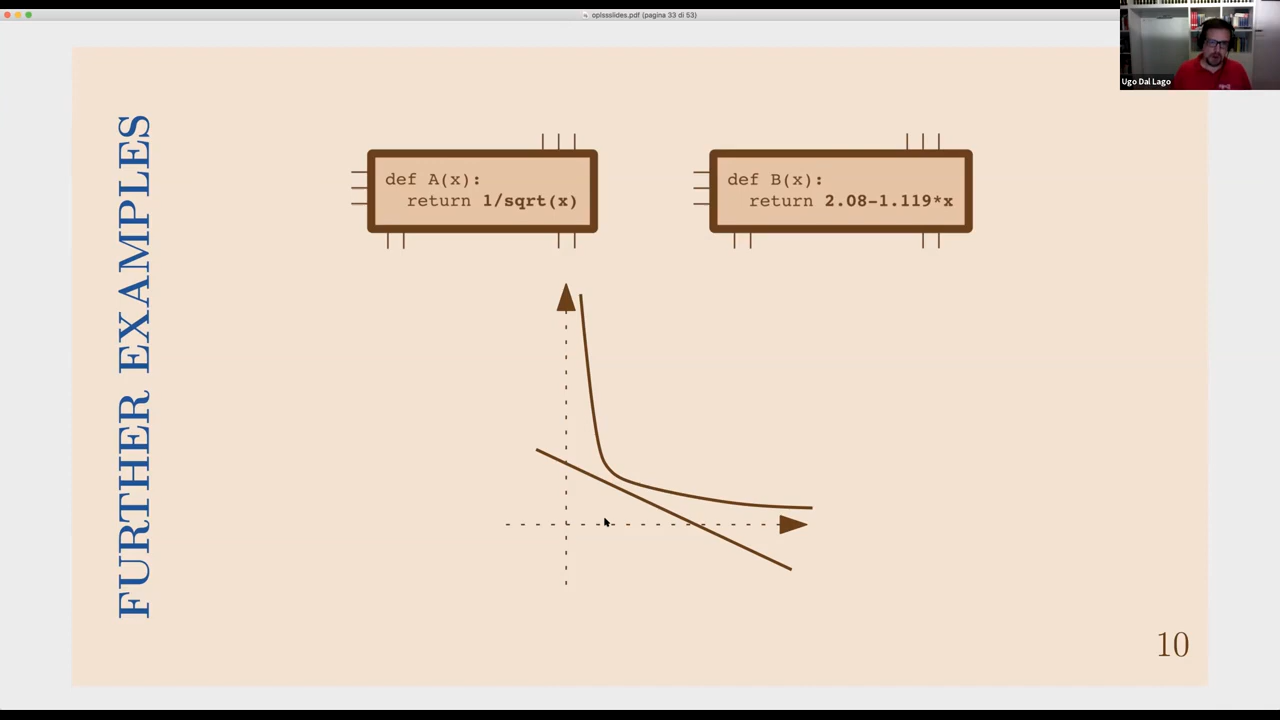 opissslides.pdf (pagina 33 di 53)
Ugo Dal Lago
FURTHER EXAMPLES
def A(x):
return 1/sqrt(x)
def B(x):
return 2.08-1.119*x
10